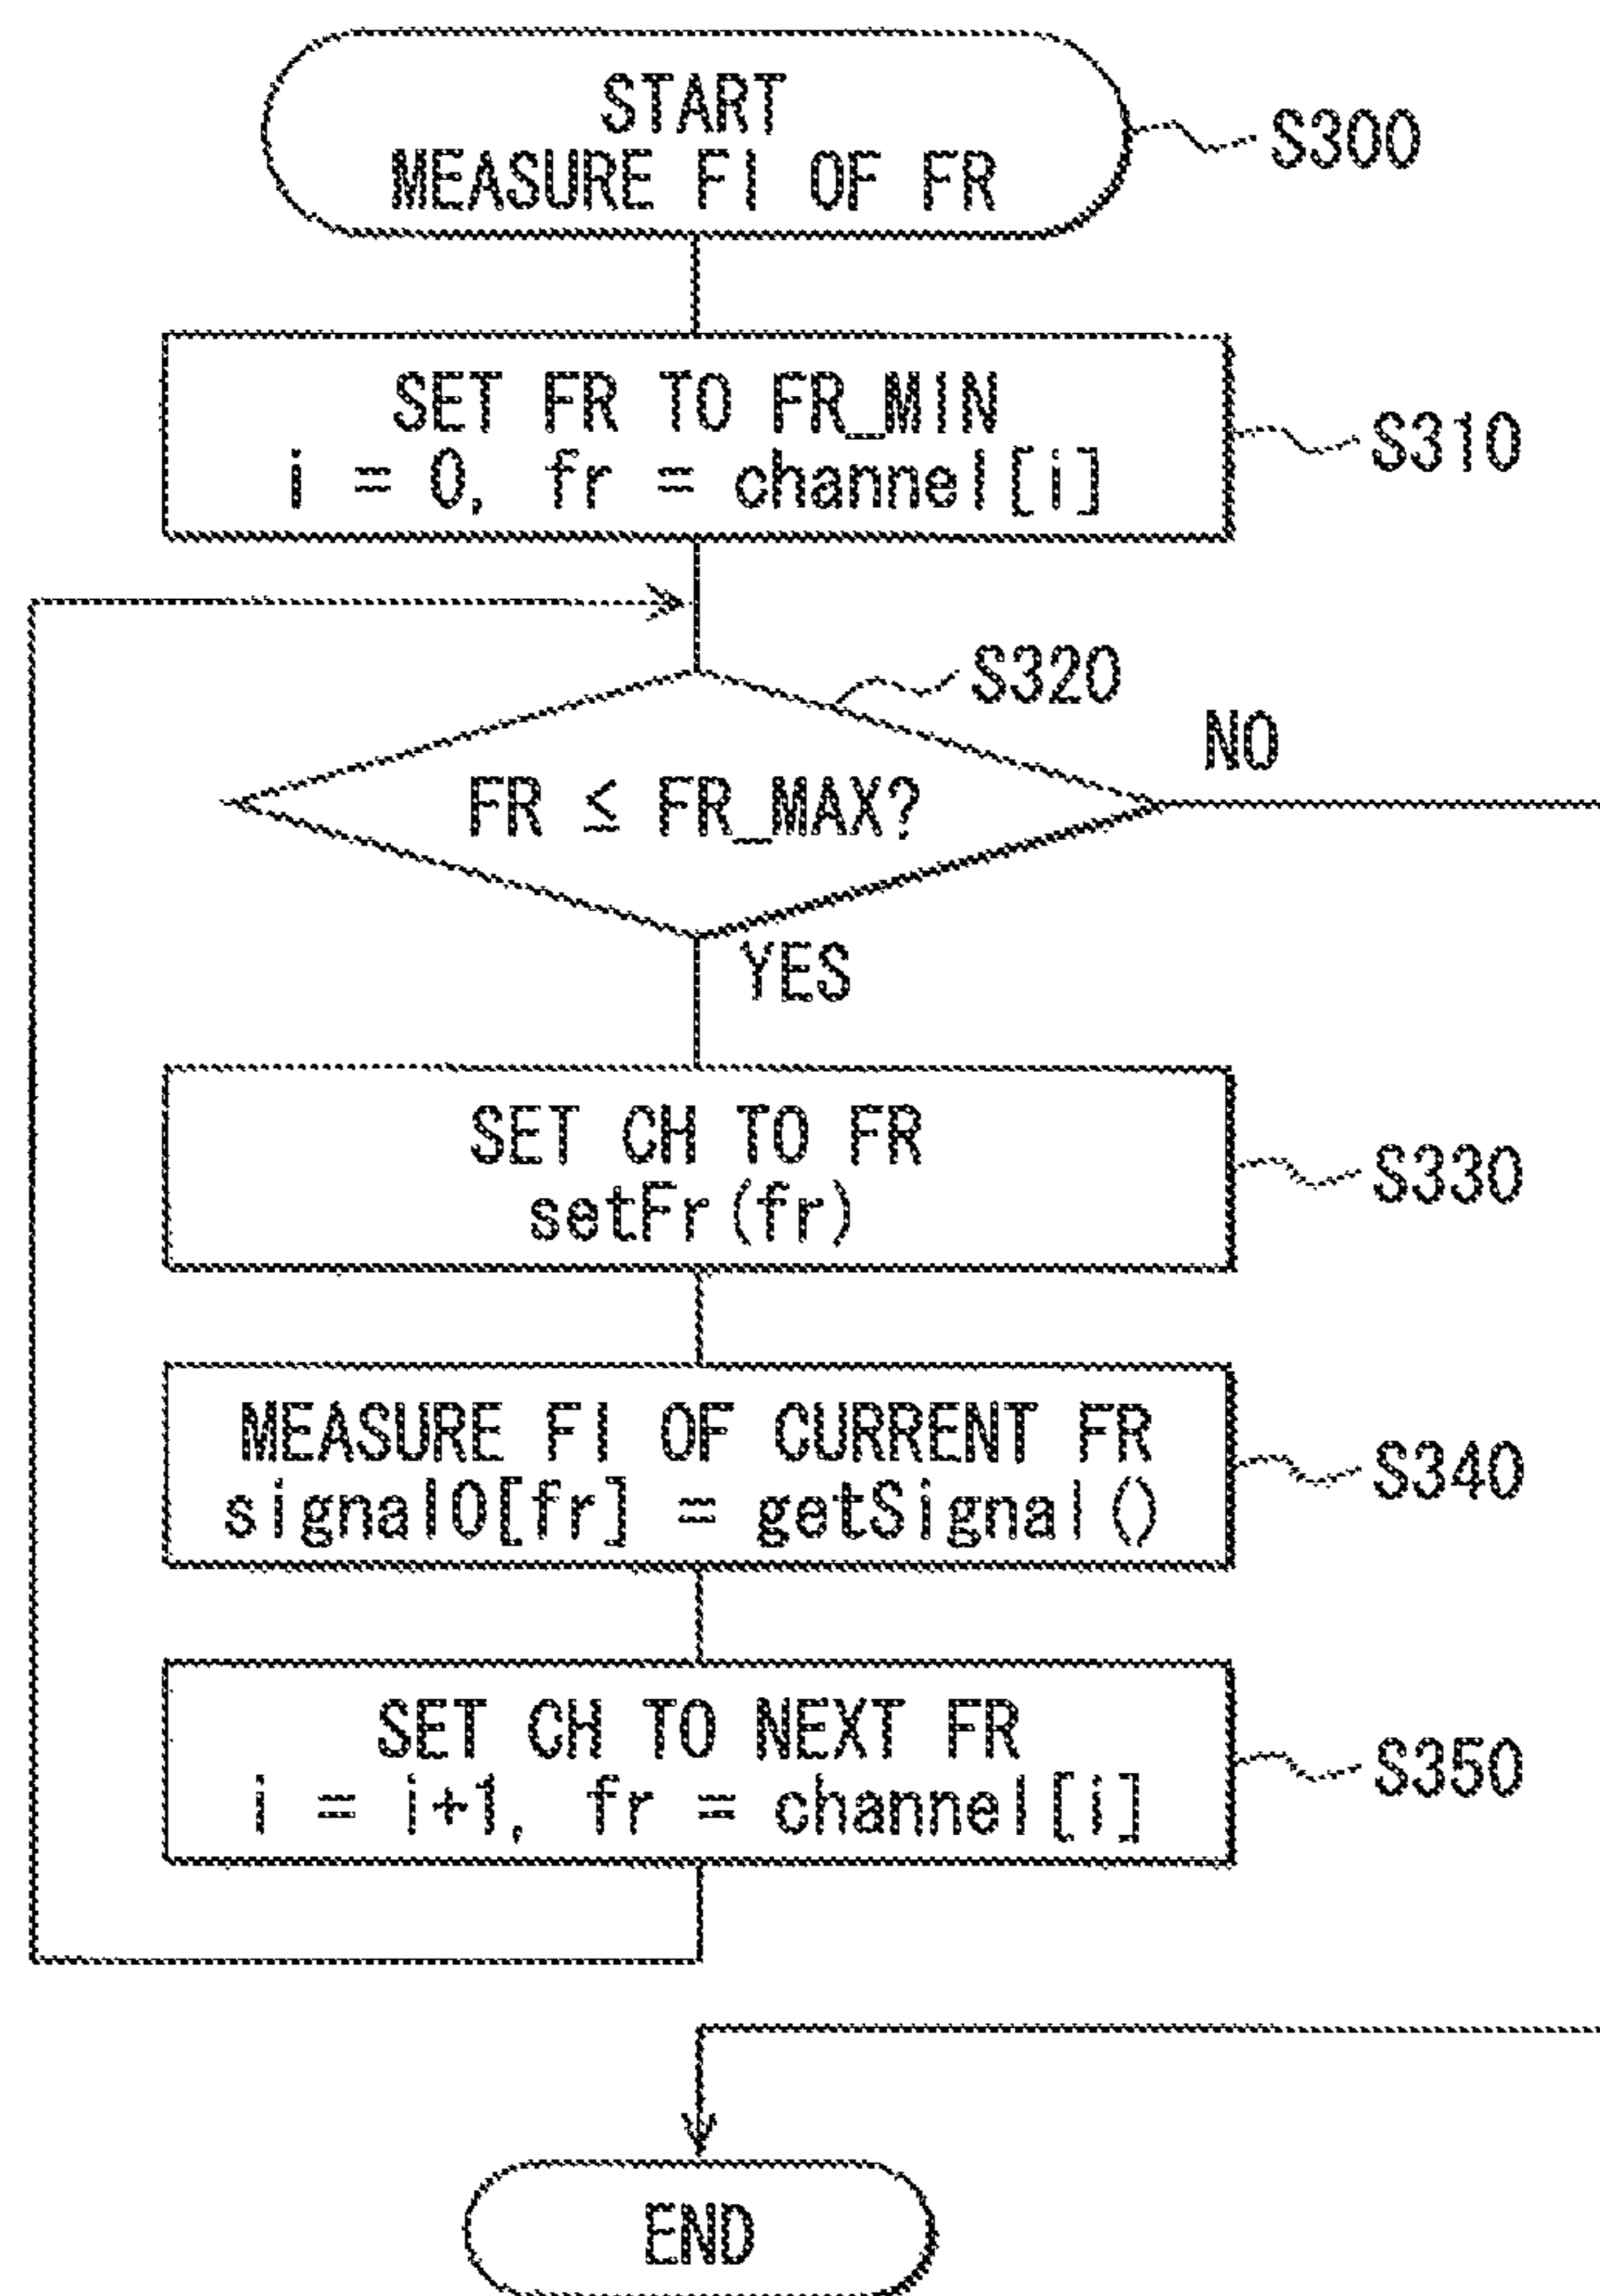 START
MEASURE FI OF FR
S300
SET FR TO FR_MIN
i = 0, fr = channel[i]
S310
S320
NO
FR ≤ FR_MAX?
YES
SET CH TO FR
setFr(fr)
S330
MEASURE FI OF CURRENT FR
signal0[fr] = getSignal()
S340
SET CH TO NEXT FR
i = i+1, fr = channel[i]
S350
END